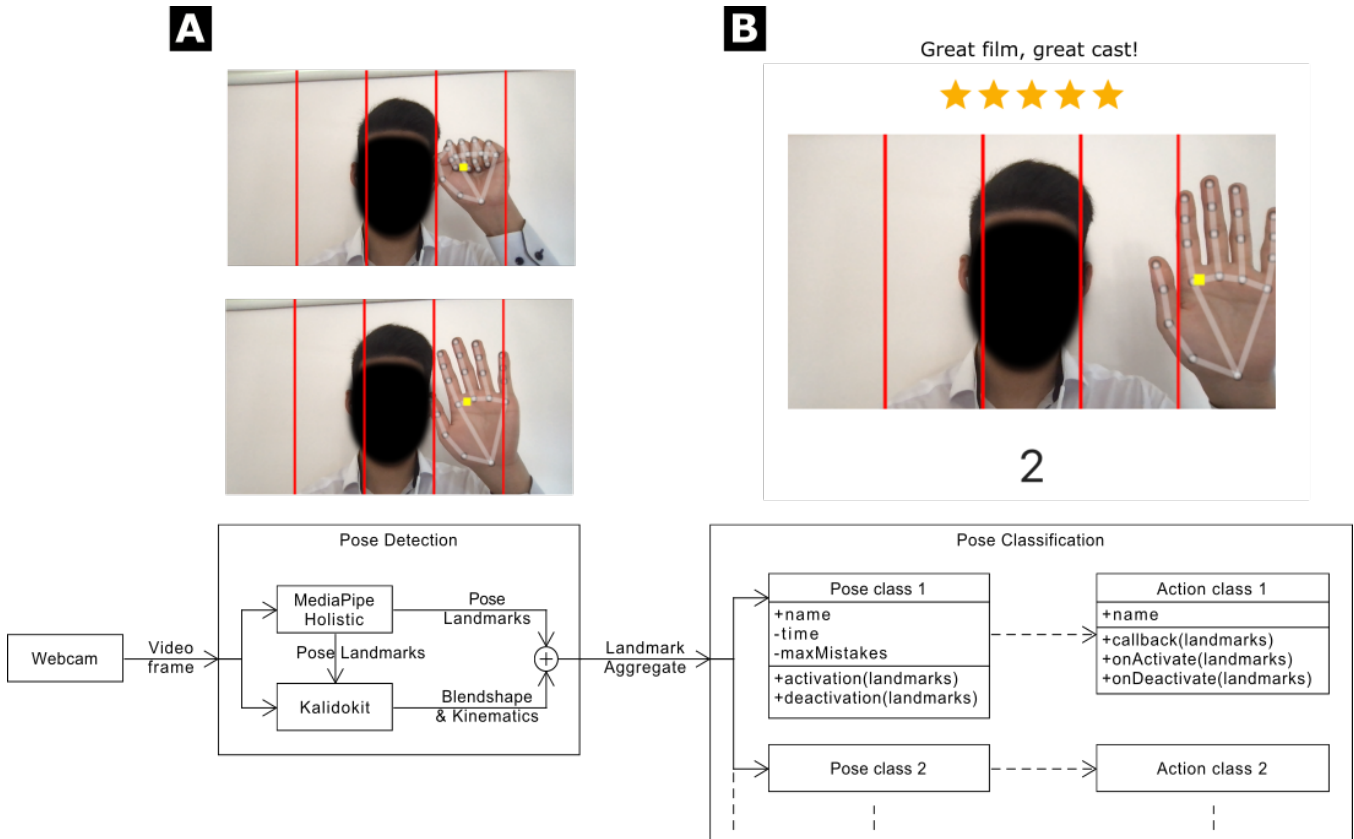 A
B
Great film, great cast!
2
Pose Detection
MediaPipe
Holistic
Pose
Landmarks
Pose Landmarks
Kalidokit
Blendshape
& Kinematics
Webcam
Video
frame
Landmark
Aggregate
Pose Classification
Pose class 1
+name
-time
-maxMistakes
+activation(landmarks)
+deactivation(landmarks)
Action class 1
+name
+callback(landmarks)
+onActivate(landmarks)
+onDeactivate(landmarks)
Pose class 2
Action class 2